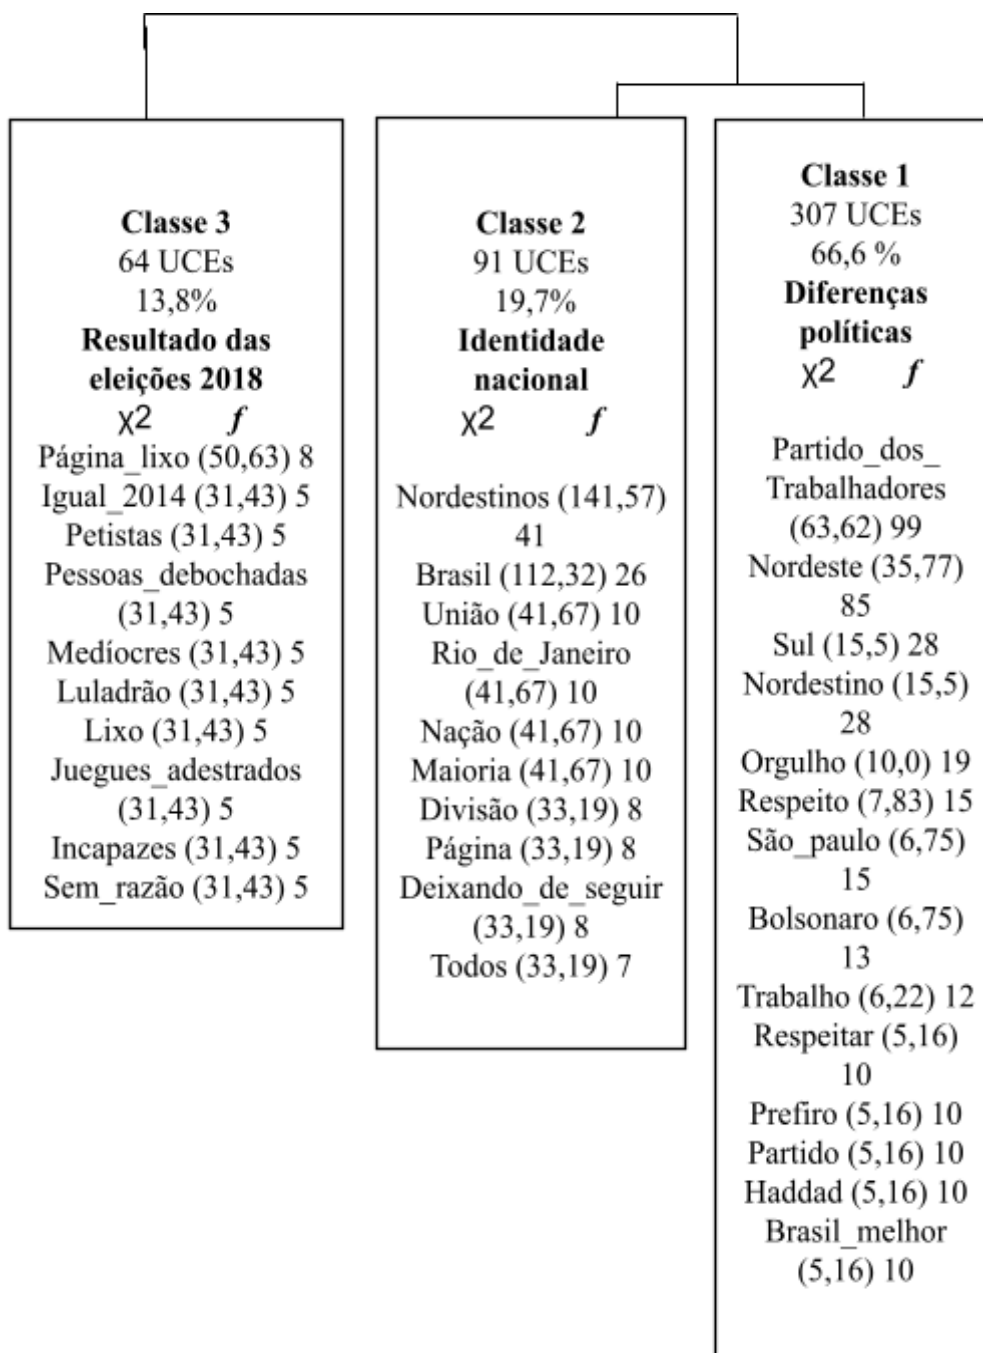 Classe 3
64 UCEs
13,8%
Resultado das
eleições 2018
χ2 f
Página_lixo (50,63) 8
Igual_2014 (31,43) 5
Petistas (31,43) 5
Pessoas_debochadas
(31,43) 5
Medíocres (31,43) 5
Luladrão (31,43) 5
Lixo (31,43) 5
Juegues_adestrados
(31,43) 5
Incapazes (31,43) 5
Sem_razão (31,43) 5
Classe 2
91 UCEs
19,7%
Identidade
nacional
χ2 f
Nordestinos (141,57)
41
Brasil (112,32) 26
União (41,67) 10
Rio_de_Janeiro
(41,67) 10
Nação (41,67) 10
Maioria (41,67) 10
Divisão (33,19) 8
Página (33,19) 8
Deixando_de_seguir
(33,19) 8
Todos (33,19) 7
Classe 1
307 UCEs
66,6 %
Diferenças
políticas
χ2 f
Partido_dos_
Trabalhadores
(63,62) 99
Nordeste (35,77)
85
Sul (15,5) 28
Nordestino (15,5)
28
Orgulho (10,0) 19
Respeito (7,83) 15
São_paulo (6,75)
15
Bolsonaro (6,75)
13
Trabalho (6,22) 12
Respeitar (5,16)
10
Prefiro (5,16) 10
Partido (5,16) 10
Haddad (5,16) 10
Brasil_melhor
(5,16) 10